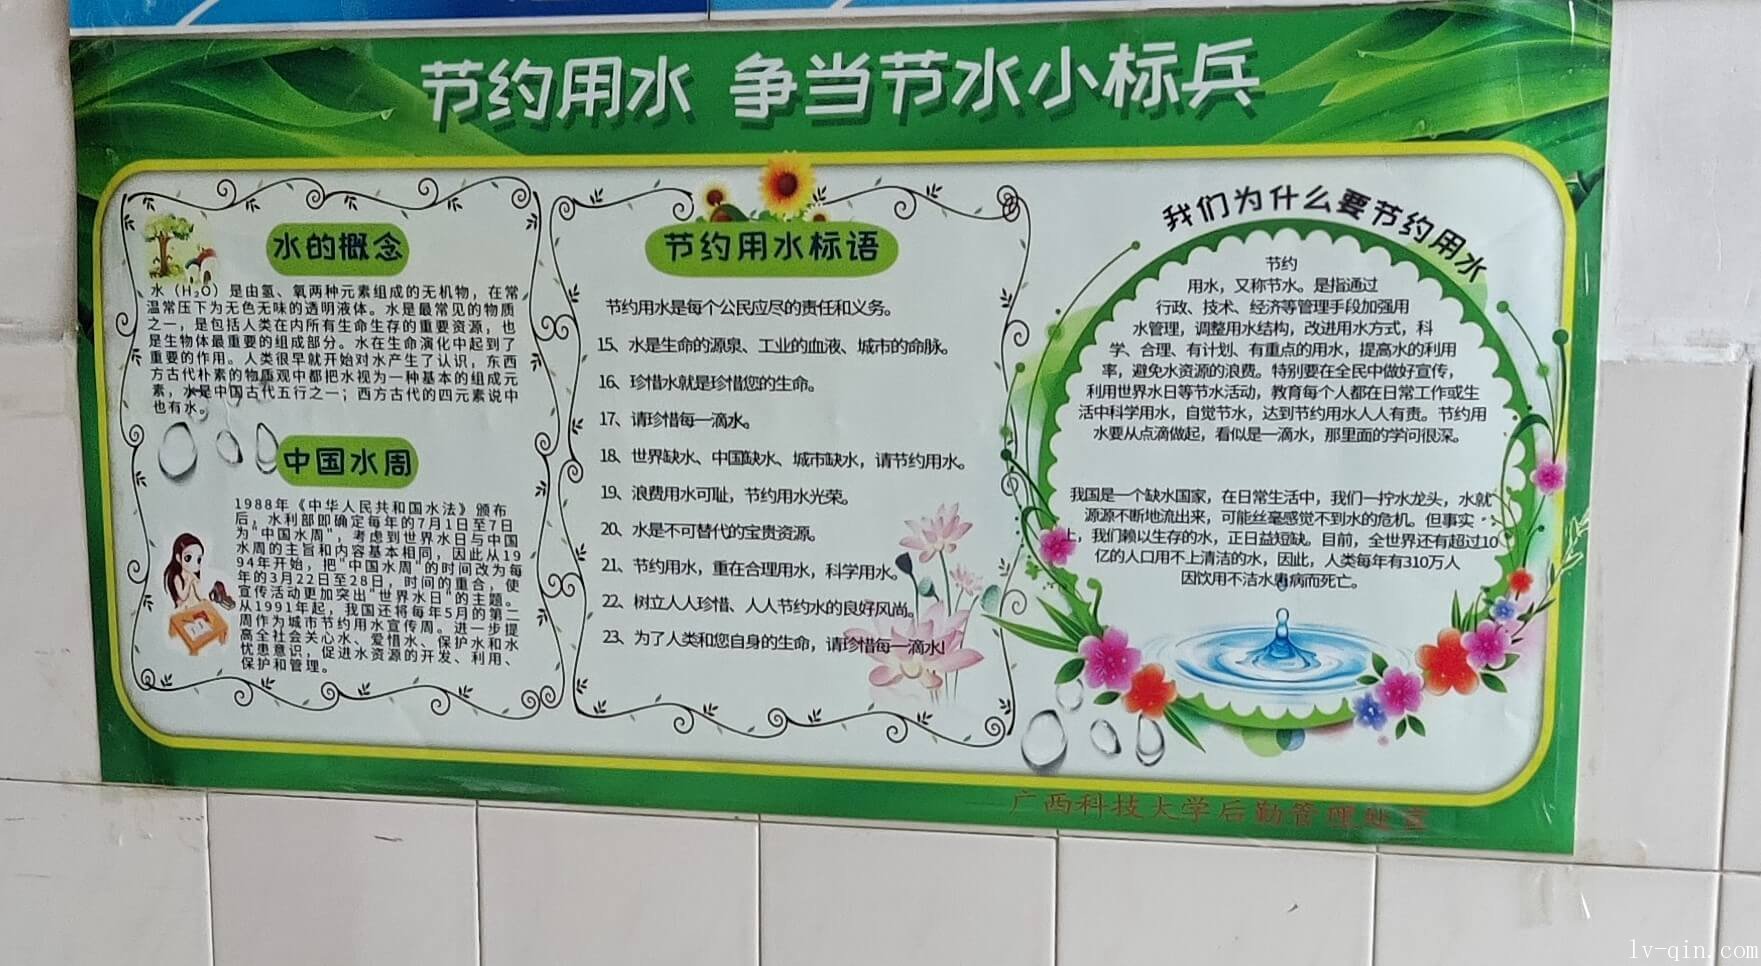 节约用水 争当节水小标兵
水的概念
水（H₂O）是由氢、氧两种元素组成的无机物，在常
温常压下为无色无味的透明液体。水是最常见的物质
之一，是包括人类在内所有生命生存的重要资源，也
是生物体最重要的组成部分。水在生命演化中起到了
重要的作用。人类很早就开始对水产生了认识，东西
方古代朴素的物质观中都把水视为一种基本的组成元
素，水是中国古代五行之一；西方古代的四元素说中
也有水。
中国水周
1988年《中华人民共和国水法》颁布
后，水利部即确定每年的7月1日至7日
为"中国水周"，考虑到世界水日与中国
水周的主旨和内容基本相同，因此从19
94年开始，把"中国水周"的时间改为每
年的3月22日至28日，时间的重合，使
宣传活动更加突出"世界水日"的主题。
从1991年起，我国还将每年5月的第二
周作为城市节约用水宣传周。进一步提
高全社会关心水、爱惜水、保护水和水
忧患意识，促进水资源的开发、利用、
保护和管理。
节约用水标语
节约用水是每个公民应尽的责任和义务。
15、水是生命的源泉、工业的血液、城市的命脉。
16、珍惜水就是珍惜您的生命。
17、请珍惜每一滴水。
18、世界缺水、中国缺水、城市缺水，请节约用水。
19、浪费用水可耻，节约用水光荣。
20、水是不可替代的宝贵资源。
21、节约用水，重在合理用水，科学用水。
22、树立人人珍惜、人人节约水的良好风尚。
23、为了人类和您自身的生命，请珍惜每一滴水!
我们为什么要节约用水
节约
用水，又称节水。是指通过
行政、技术、经济等管理手段加强用
水管理，调整用水结构，改进用水方式，科
学、合理、有计划、有重点的用水，提高水的利用
率，避免水资源的浪费。特别要在全民中做好宣传，
利用世界水日等节水活动，教育每个人都在日常工作或生
活中科学用水，自觉节水，达到节约用水人人有责。节约用
水要从点滴做起，看似是一滴水，那里面的学问很深。
我国是一个缺水国家，在日常生活中，我们一拧水龙头，水就
源源不断地流出来，可能丝毫感觉不到水的危机。但事实
上，我们赖以生存的水，正日益短缺。目前，全世界还有超过10
亿的人口用不上清洁的水，因此，人类每年有310万人
因饮用不洁水患病而死亡。
广西科技大学后勤管理处宣
lv-qin.com